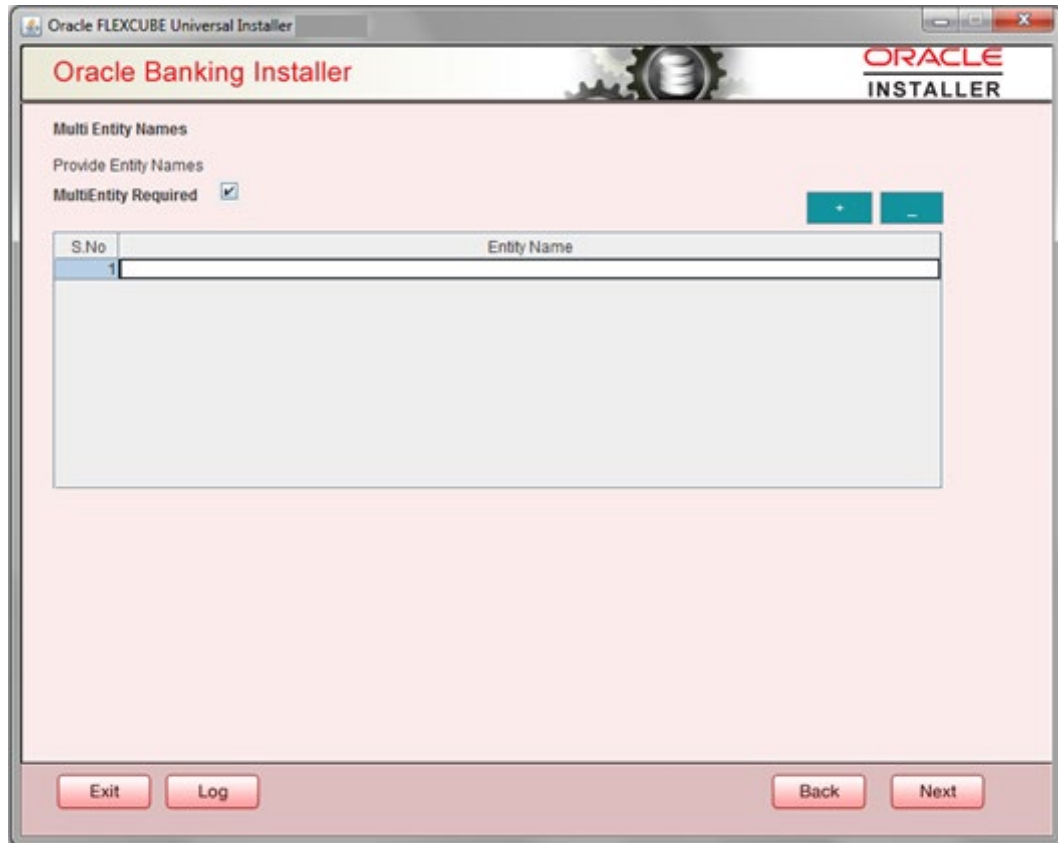 Oracle FLEXCUBE Universal Installer
Oracle Banking Installer
ORACLE
INSTALLER
Multi Entity Names
Provide Entity Names
MultiEntity Required
+ _
S.No Entity Name
1
Exit Log Back Next